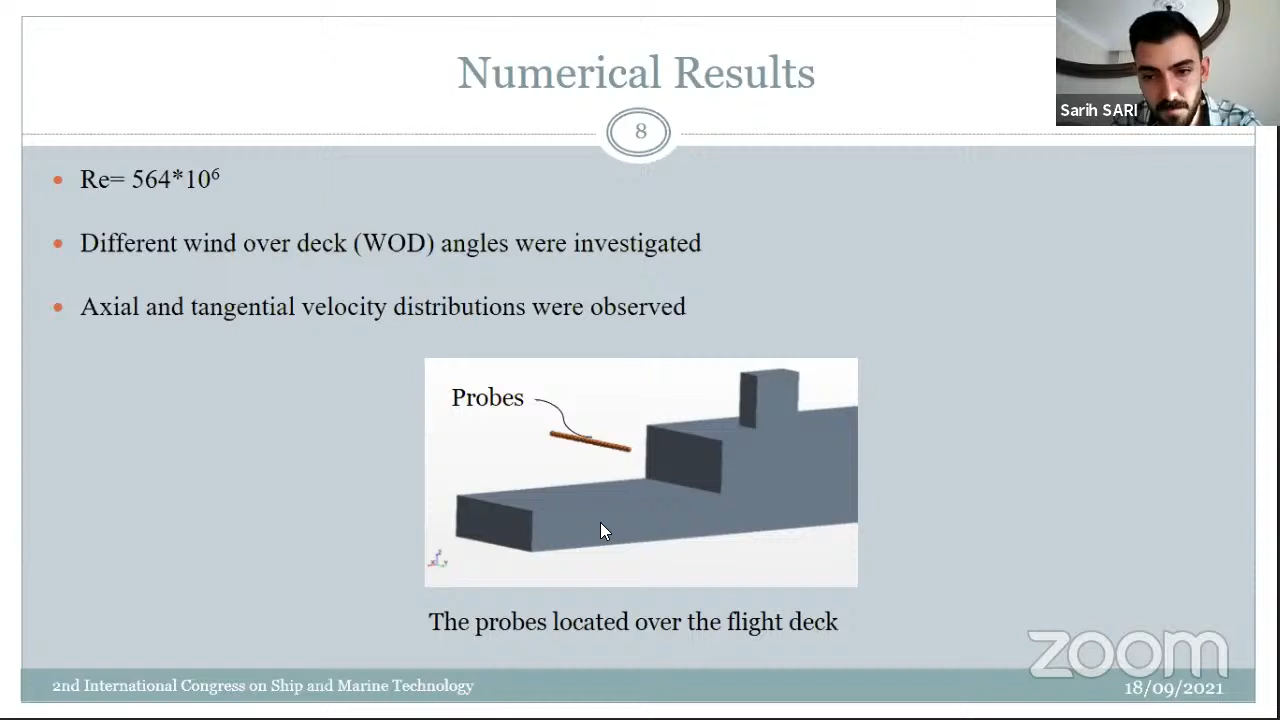 Numerical Results
Sarih SARI
8
Re= 564*10⁶
Different wind over deck (WOD) angles were investigated
Axial and tangential velocity distributions were observed
Probes
The probes located over the flight deck
zoom
2nd International Congress on Ship and Marine Technology
18/09/2021